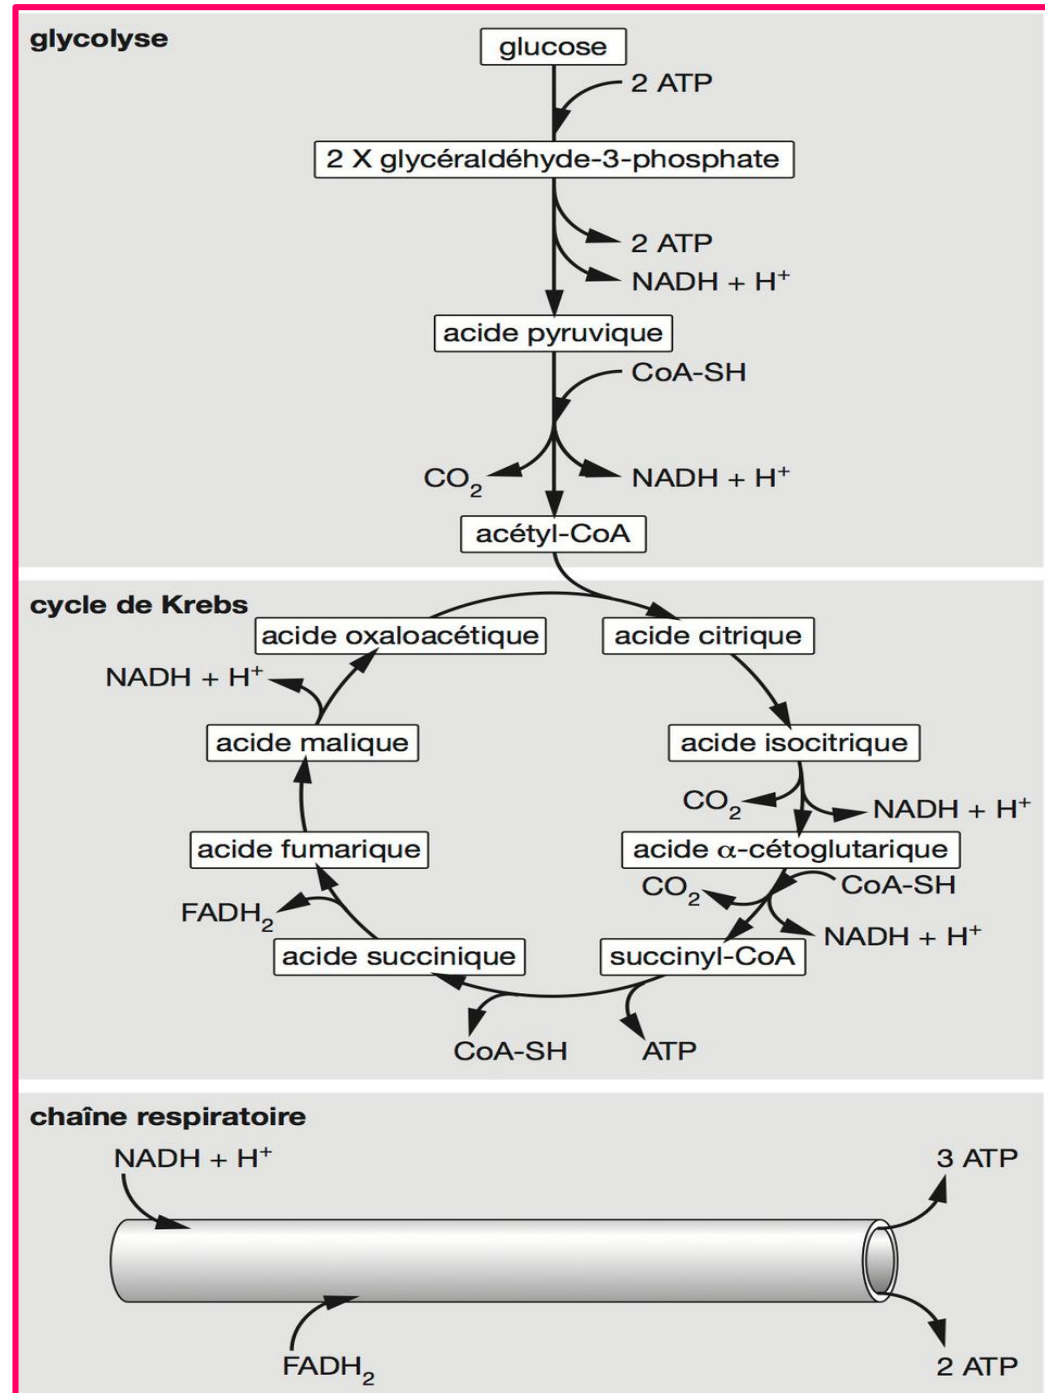 glycolyse
glucose
2 ATP
2 X glycéraldéhyde-3-phosphate
2 ATP
NADH + H⁺
acide pyruvique
CoA-SH
CO₂
NADH + H⁺
acétyl-CoA
cycle de Krebs
acide oxaloacétique
acide citrique
NADH + H⁺
acide malique
acide isocitrique
CO₂
NADH + H⁺
acide fumarique
acide α-cétoglutarique
CO₂
CoA-SH
FADH₂
NADH + H⁺
acide succinique
succinyl-CoA
CoA-SH
ATP
chaîne respiratoire
NADH + H⁺
3 ATP
FADH₂
2 ATP